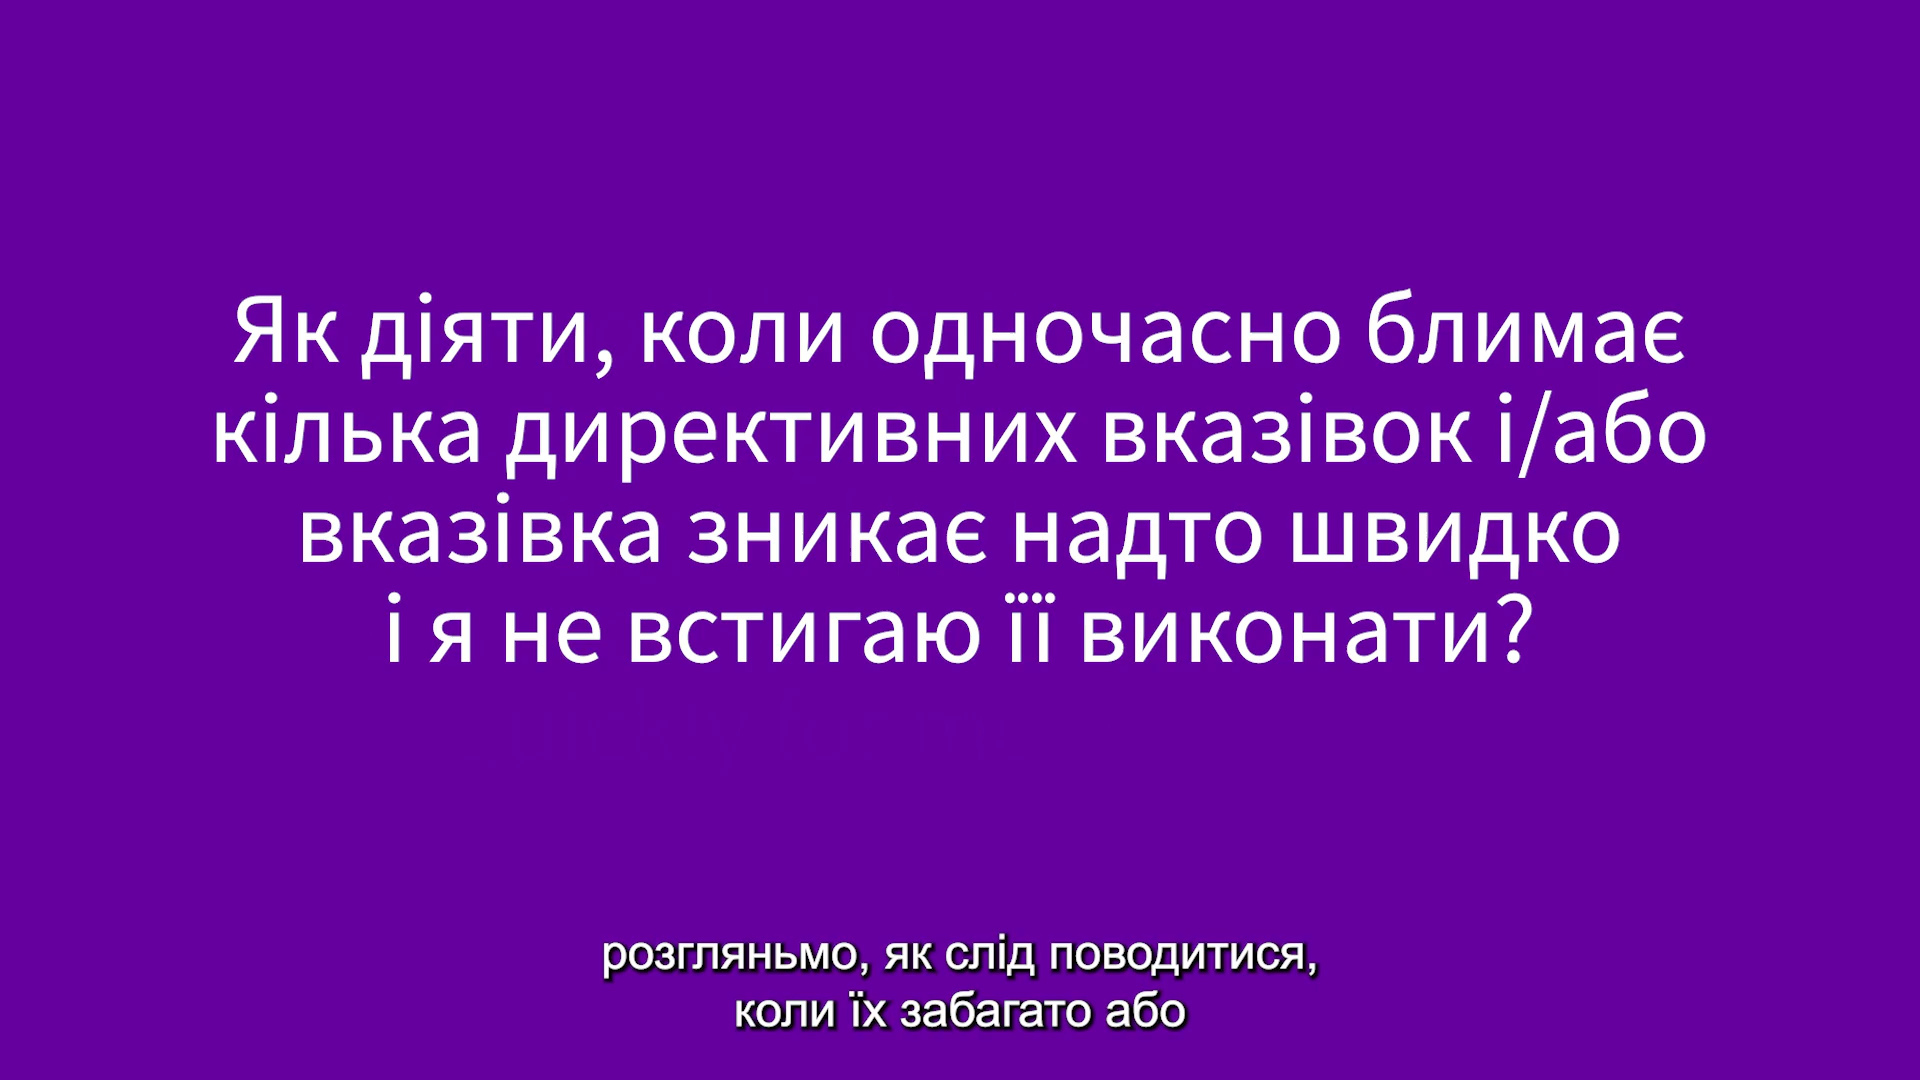 Як діяти, коли одночасно блимає
кілька директивних вказівок і/або
вказівка зникає надто швидко
і я не встигаю її виконати?
розгляньмо, як слід поводитися,
коли їх забагато або